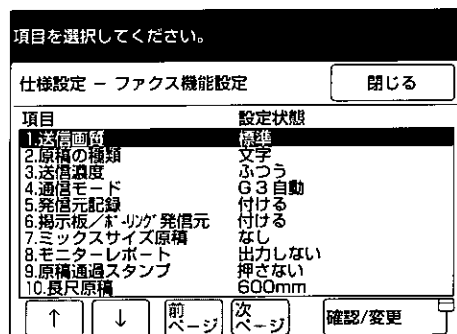 項目を選択してください。
仕様設定 － ファクス機能設定 閉じる
項目 設定状態
1.送信画質 標準
2.原稿の種類 文字
3.送信濃度 ふつう
4.通信モード G3自動
5.発信元記録 付ける
6.掲示板／ﾎﾟｰﾘﾝｸﾞ発信元 付ける
7.ミックスサイズ原稿 なし
8.モニターレポート 出力しない
9.原稿通過スタンプ 押さない
10.長尺原稿 600mm
↑ ↓ 前ページ 次ページ 確認/変更